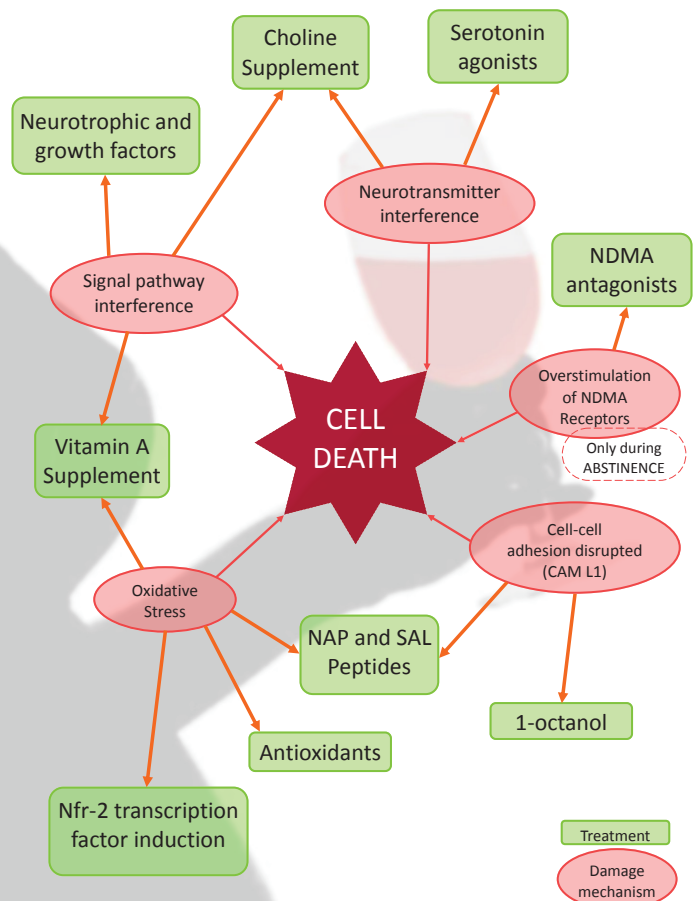 Choline
Supplement
Serotonin
agonists
Neurotrophic and
growth factors
Neurotransmitter
interference
NDMA
antagonists
Signal pathway
interference
Overstimulation
of NDMA
Receptors
Only during
ABSTINENCE
CELL
DEATH
Vitamin A
Supplement
Cell-cell
adhesion disrupted
(CAM L1)
Oxidative
Stress
NAP and SAL
Peptides
1-octanol
Antioxidants
Nfr-2 transcription
factor induction
Treatment
Damage
mechanism